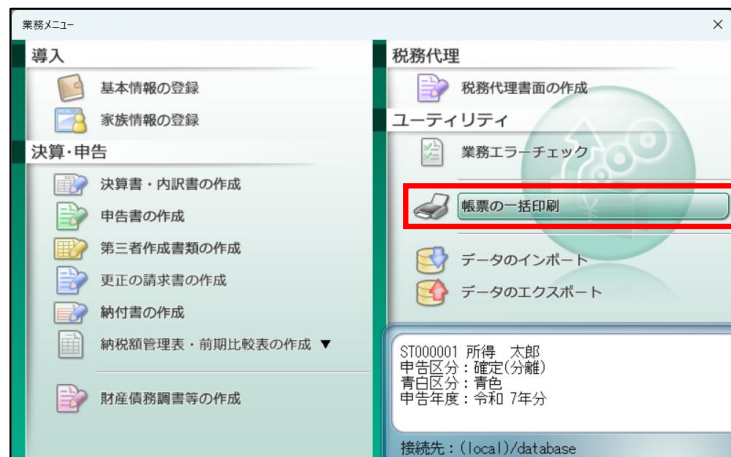 業務メニュー
導入
基本情報の登録
家族情報の登録
決算・申告
決算書・内訳書の作成
申告書の作成
第三者作成書類の作成
更正の請求書の作成
納付書の作成
納税額管理表・前期比較表の作成 ▼
財産債務調書等の作成
税務代理
税務代理書面の作成
ユーティリティ
業務エラーチェック
帳票の一括印刷
データのインポート
データのエクスポート
ST000001 所得 太郎
申告区分：確定(分離)
青白区分：青色
申告年度：令和 7年分
接続先：(local)/database